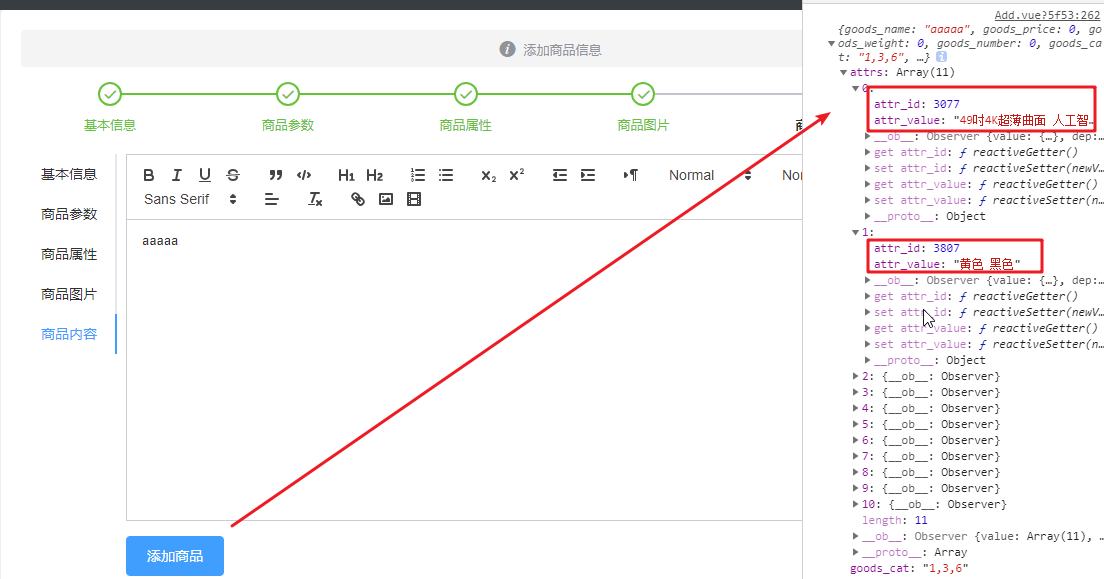 添加商品信息
基本信息
商品参数
商品属性
商品图片
商
基本信息
商品参数
商品属性
商品图片
商品内容
B I U S H1 H2 X2 X² Normal Nor
Sans Serif
aaaaa
添加商品
Add.vue?5f53:262
{goods_name: "aaaaa", goods_price: 0, go
ods_weight: 0, goods_number: 0, goods_ca
t: "1,3,6", …}
attrs: Array(11)
0:
attr_id: 3077
attr_value: "49吋4K超薄曲面 人工智…
__ob__: Observer {value: {…}, dep:…
get attr_id: ƒ reactiveGetter()
set attr_id: ƒ reactiveSetter(newV…
get attr_value: ƒ reactiveGetter()
set attr_value: ƒ reactiveSetter(n…
__proto__: Object
1:
attr_id: 3807
attr_value: "黄色 黑色"
__ob__: Observer {value: {…}, dep:…
get attr_id: ƒ reactiveGetter()
set attr_id: ƒ reactiveSetter(newV…
get attr_value: ƒ reactiveGetter()
set attr_value: ƒ reactiveSetter(n…
__proto__: Object
2: {__ob__: Observer}
3: {__ob__: Observer}
4: {__ob__: Observer}
5: {__ob__: Observer}
6: {__ob__: Observer}
7: {__ob__: Observer}
8: {__ob__: Observer}
9: {__ob__: Observer}
10: {__ob__: Observer}
length: 11
__ob__: Observer {value: Array(11), …
__proto__: Array
goods_cat: "1,3,6"